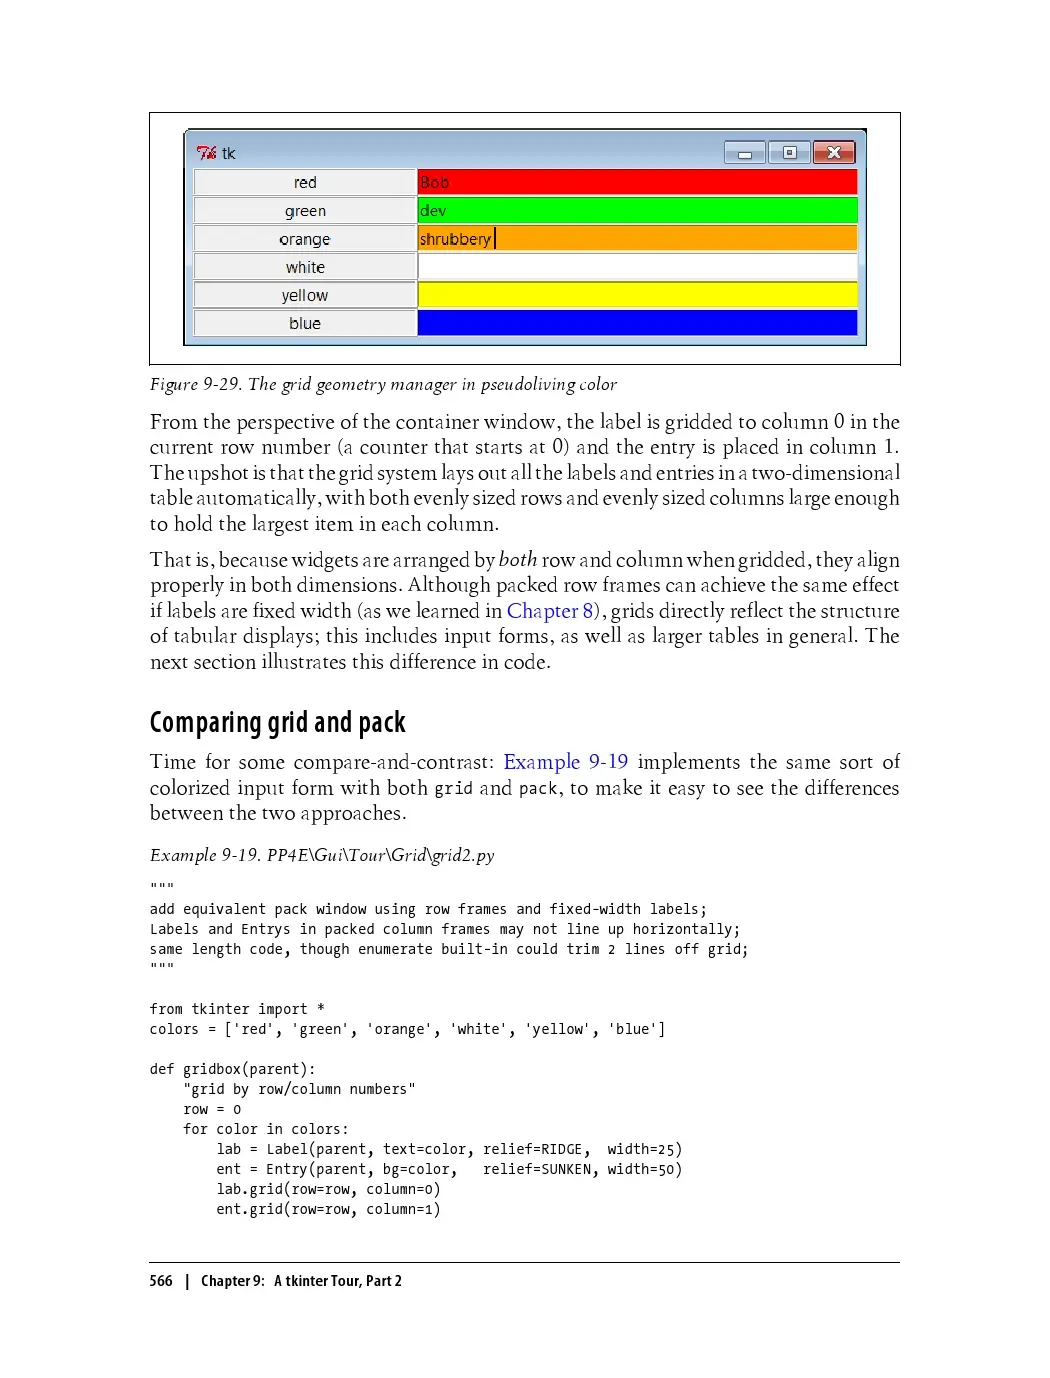 tk
red Bob
green dev
orange shrubbery
white
yellow
blue
Figure 9-29. The grid geometry manager in pseudoliving color
From the perspective of the container window, the label is gridded to column 0 in the
current row number (a counter that starts at 0) and the entry is placed in column 1.
The upshot is that the grid system lays out all the labels and entries in a two-dimensional
table automatically, with both evenly sized rows and evenly sized columns large enough
to hold the largest item in each column.
That is, because widgets are arranged by both row and column when gridded, they align
properly in both dimensions. Although packed row frames can achieve the same effect
if labels are fixed width (as we learned in Chapter 8), grids directly reflect the structure
of tabular displays; this includes input forms, as well as larger tables in general. The
next section illustrates this difference in code.
Comparing grid and pack
Time for some compare-and-contrast: Example 9-19 implements the same sort of
colorized input form with both grid and pack, to make it easy to see the differences
between the two approaches.
Example 9-19. PP4E\Gui\Tour\Grid\grid2.py
"""
add equivalent pack window using row frames and fixed-width labels;
Labels and Entrys in packed column frames may not line up horizontally;
same length code, though enumerate built-in could trim 2 lines off grid;
"""
from tkinter import *
colors = ['red', 'green', 'orange', 'white', 'yellow', 'blue']
def gridbox(parent):
    "grid by row/column numbers"
    row = 0
    for color in colors:
        lab = Label(parent, text=color, relief=RIDGE,  width=25)
        ent = Entry(parent, bg=color,   relief=SUNKEN, width=50)
        lab.grid(row=row, column=0)
        ent.grid(row=row, column=1)
566 | Chapter 9: A tkinter Tour, Part 2